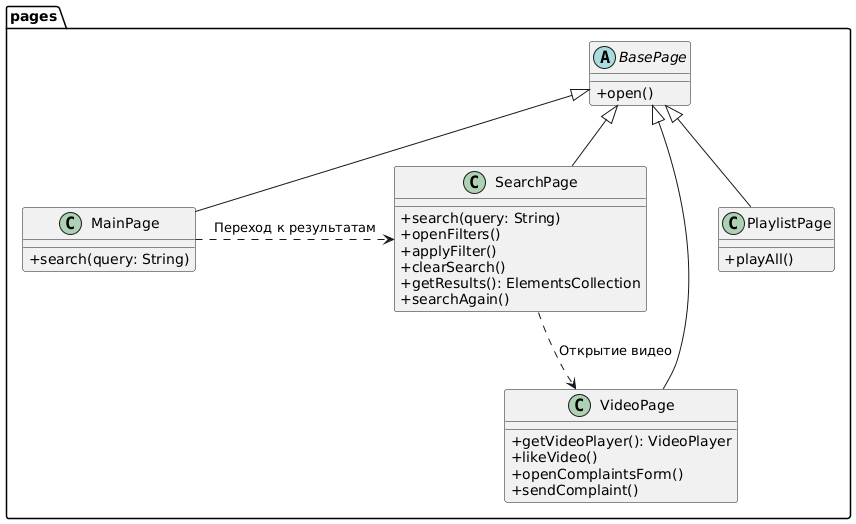 pages
A BasePage
+open()
C MainPage
+search(query: String)
Переход к результатам
C SearchPage
+search(query: String)
+openFilters()
+applyFilter()
+clearSearch()
+getResults(): ElementsCollection
+searchAgain()
C PlaylistPage
+playAll()
Открытие видео
C VideoPage
+getVideoPlayer(): VideoPlayer
+likeVideo()
+openComplaintsForm()
+sendComplaint()